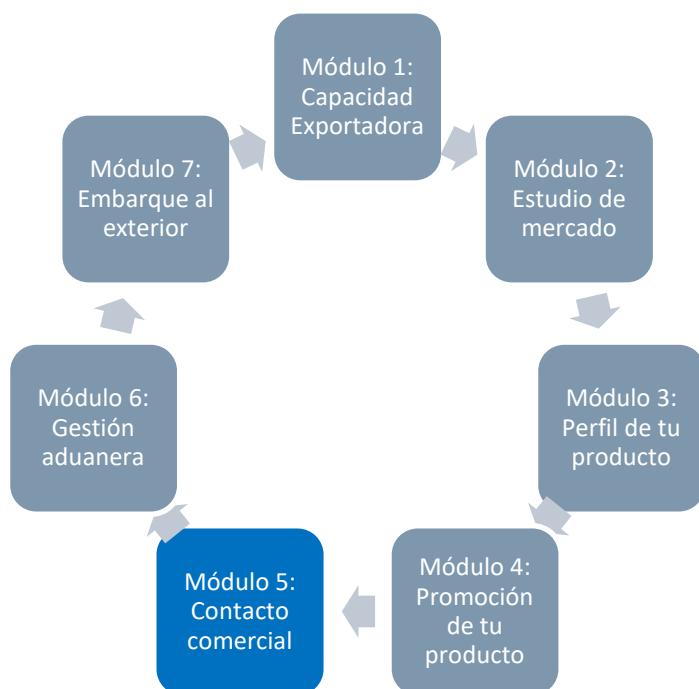 Módulo 1:
Capacidad
Exportadora
Módulo 2:
Estudio de
mercado
Módulo 3:
Perfil de tu
producto
Módulo 4:
Promoción
de tu
producto
Módulo 5:
Contacto
comercial
Módulo 6:
Gestión
aduanera
Módulo 7:
Embarque al
exterior